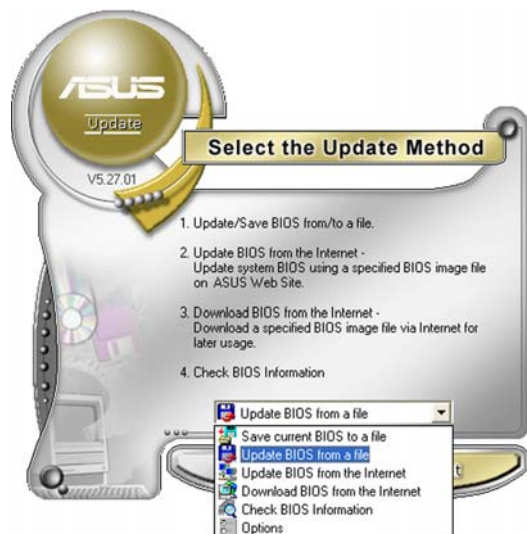 ASUS
Update
V5.27.01
Select the Update Method
1. Update/Save BIOS from/to a file.
2. Update BIOS from the Internet -
Update system BIOS using a specified BIOS image file
on ASUS Web Site.
3. Download BIOS from the Internet -
Download a specified BIOS image file via Internet for
later usage.
4. Check BIOS Information
Update BIOS from a file
Save current BIOS to a file
Update BIOS from a file
Update BIOS from the Internet
Download BIOS from the Internet
Check BIOS Information
Options